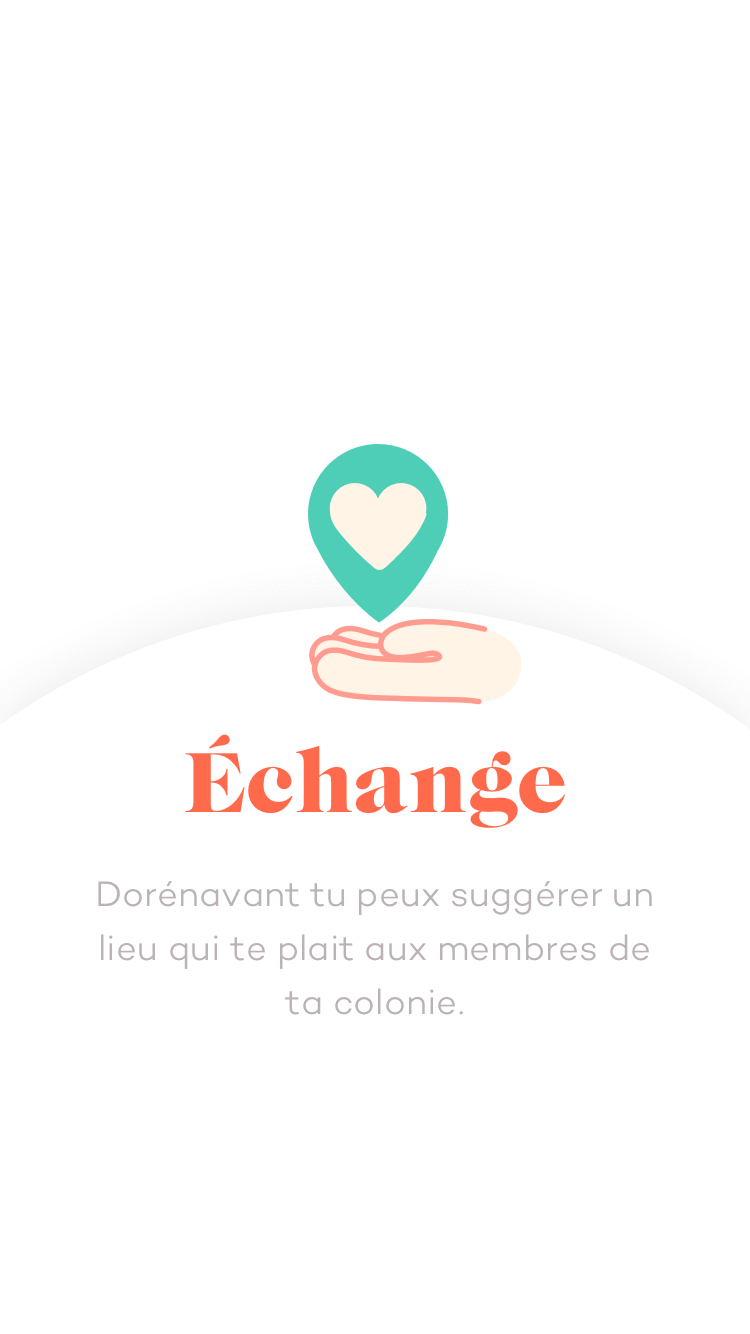 Échange
Dorénavant tu peux suggérer un
lieu qui te plait aux membres de
ta colonie.